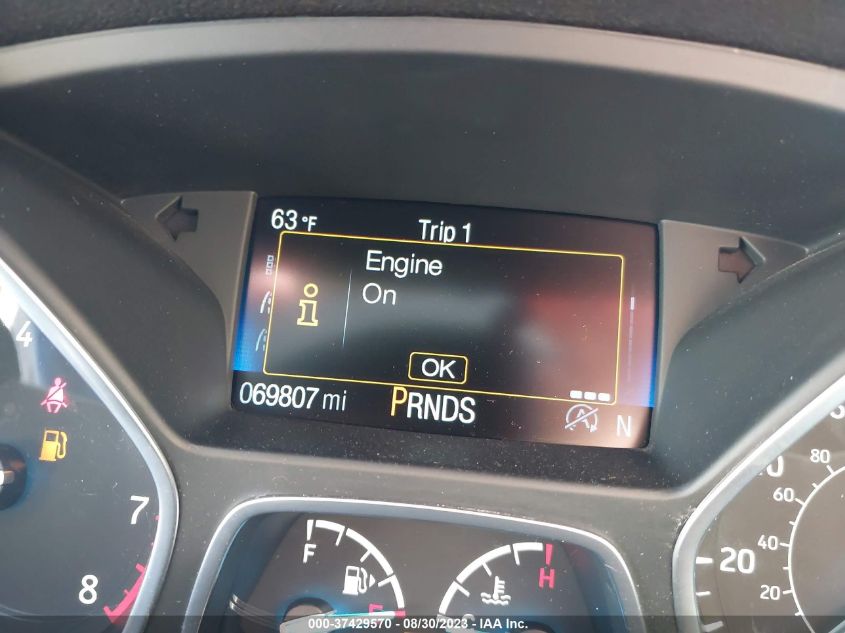 63°F
Trip 1
Engine
On
OK
069807 mi
PRNDS
N
4
7
8
F
E
H
C
20
80
60
40
20
000-37429570 - 08/30/2023 - IAA Inc.